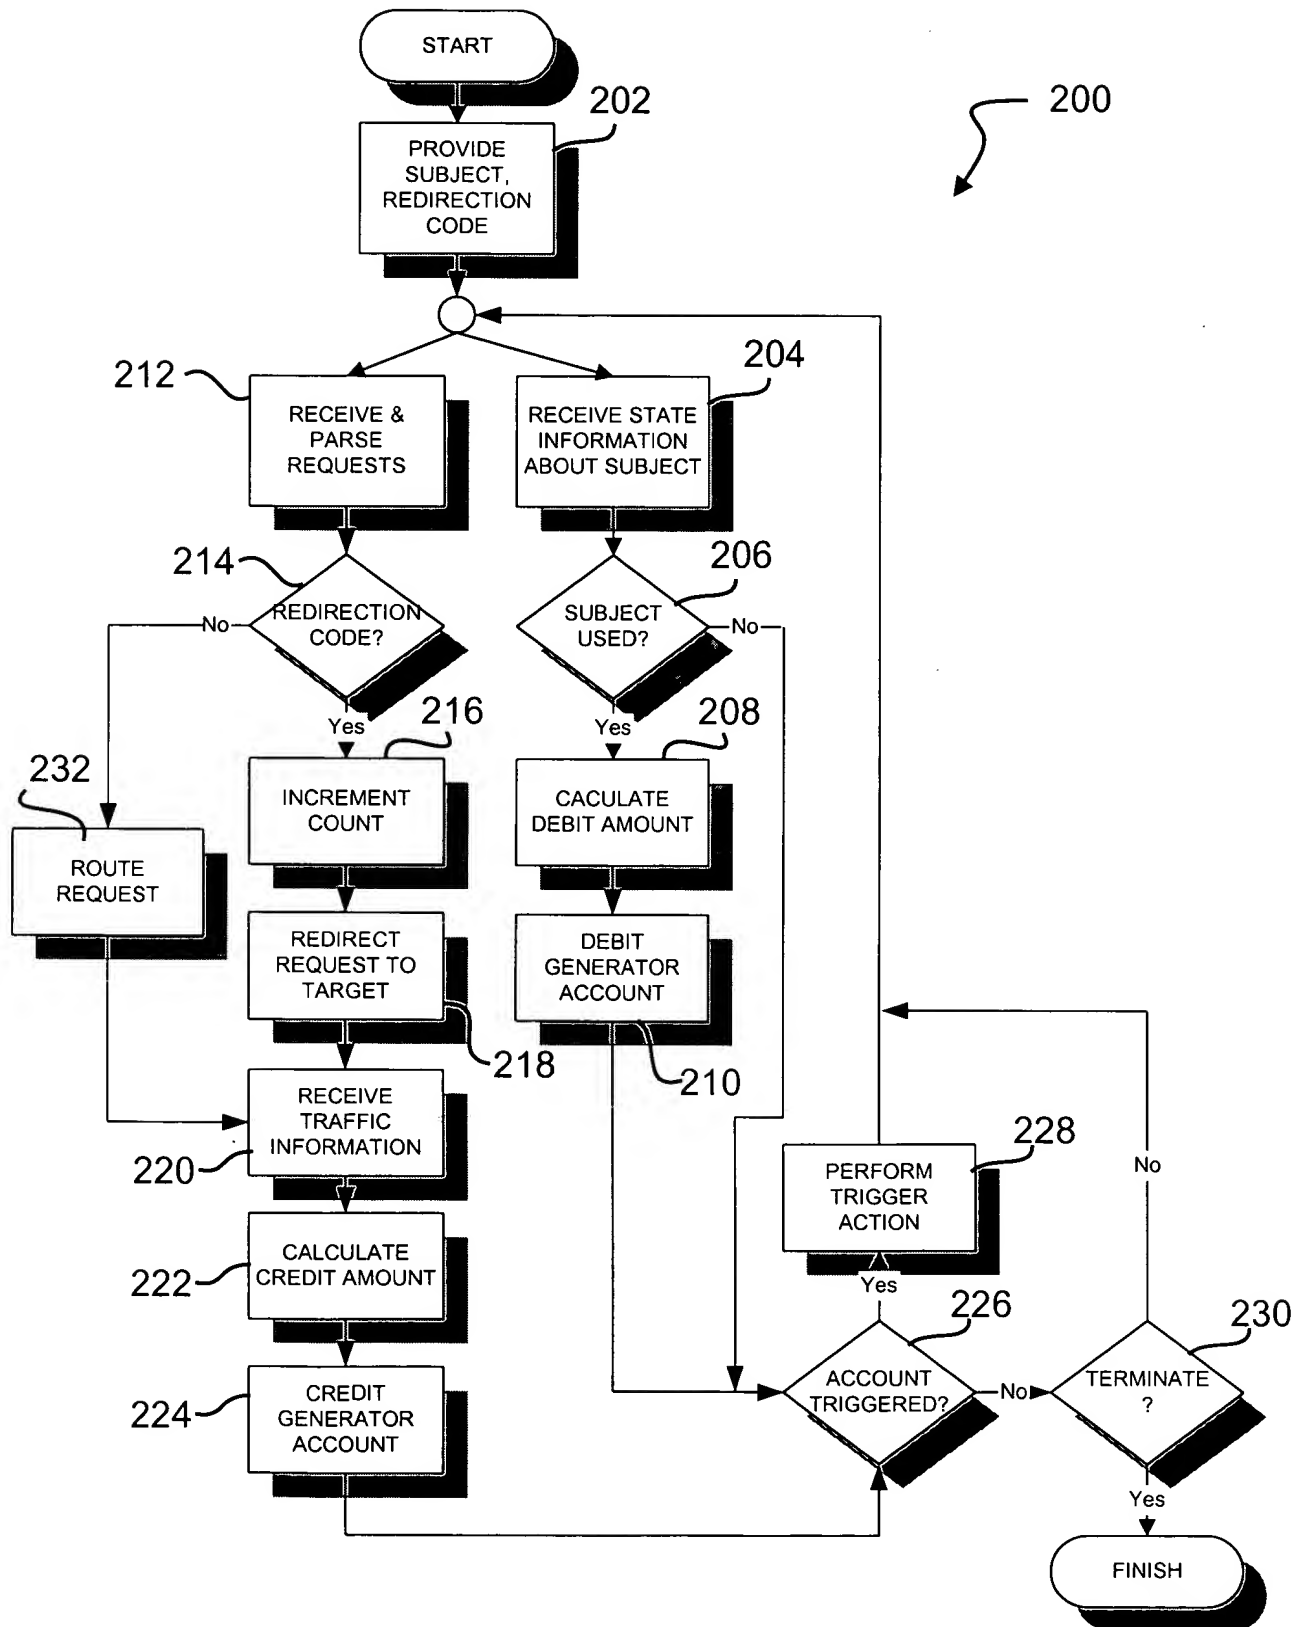 START
202
200
PROVIDE
SUBJECT,
REDIRECTION
CODE
212
204
RECEIVE &
PARSE
REQUESTS
RECEIVE STATE
INFORMATION
ABOUT SUBJECT
214
206
REDIRECTION
CODE?
No
SUBJECT
USED?
No
Yes
216
Yes
208
232
INCREMENT
COUNT
CACULATE
DEBIT AMOUNT
ROUTE
REQUEST
REDIRECT
REQUEST TO
TARGET
218
DEBIT
GENERATOR
ACCOUNT
210
RECEIVE
TRAFFIC
INFORMATION
220
228
PERFORM
TRIGGER
ACTION
No
CALCULATE
CREDIT AMOUNT
222
Yes
226
230
CREDIT
GENERATOR
ACCOUNT
224
ACCOUNT
TRIGGERED?
No
TERMINATE
?
Yes
FINISH